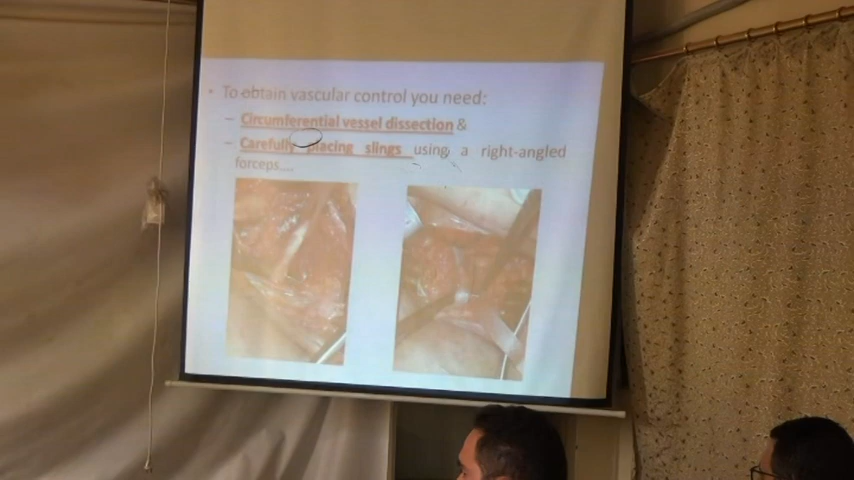 • To obtain vascular control you need:
– Circumferential vessel dissection &
– Carefully placing slings using a right-angled
forceps....